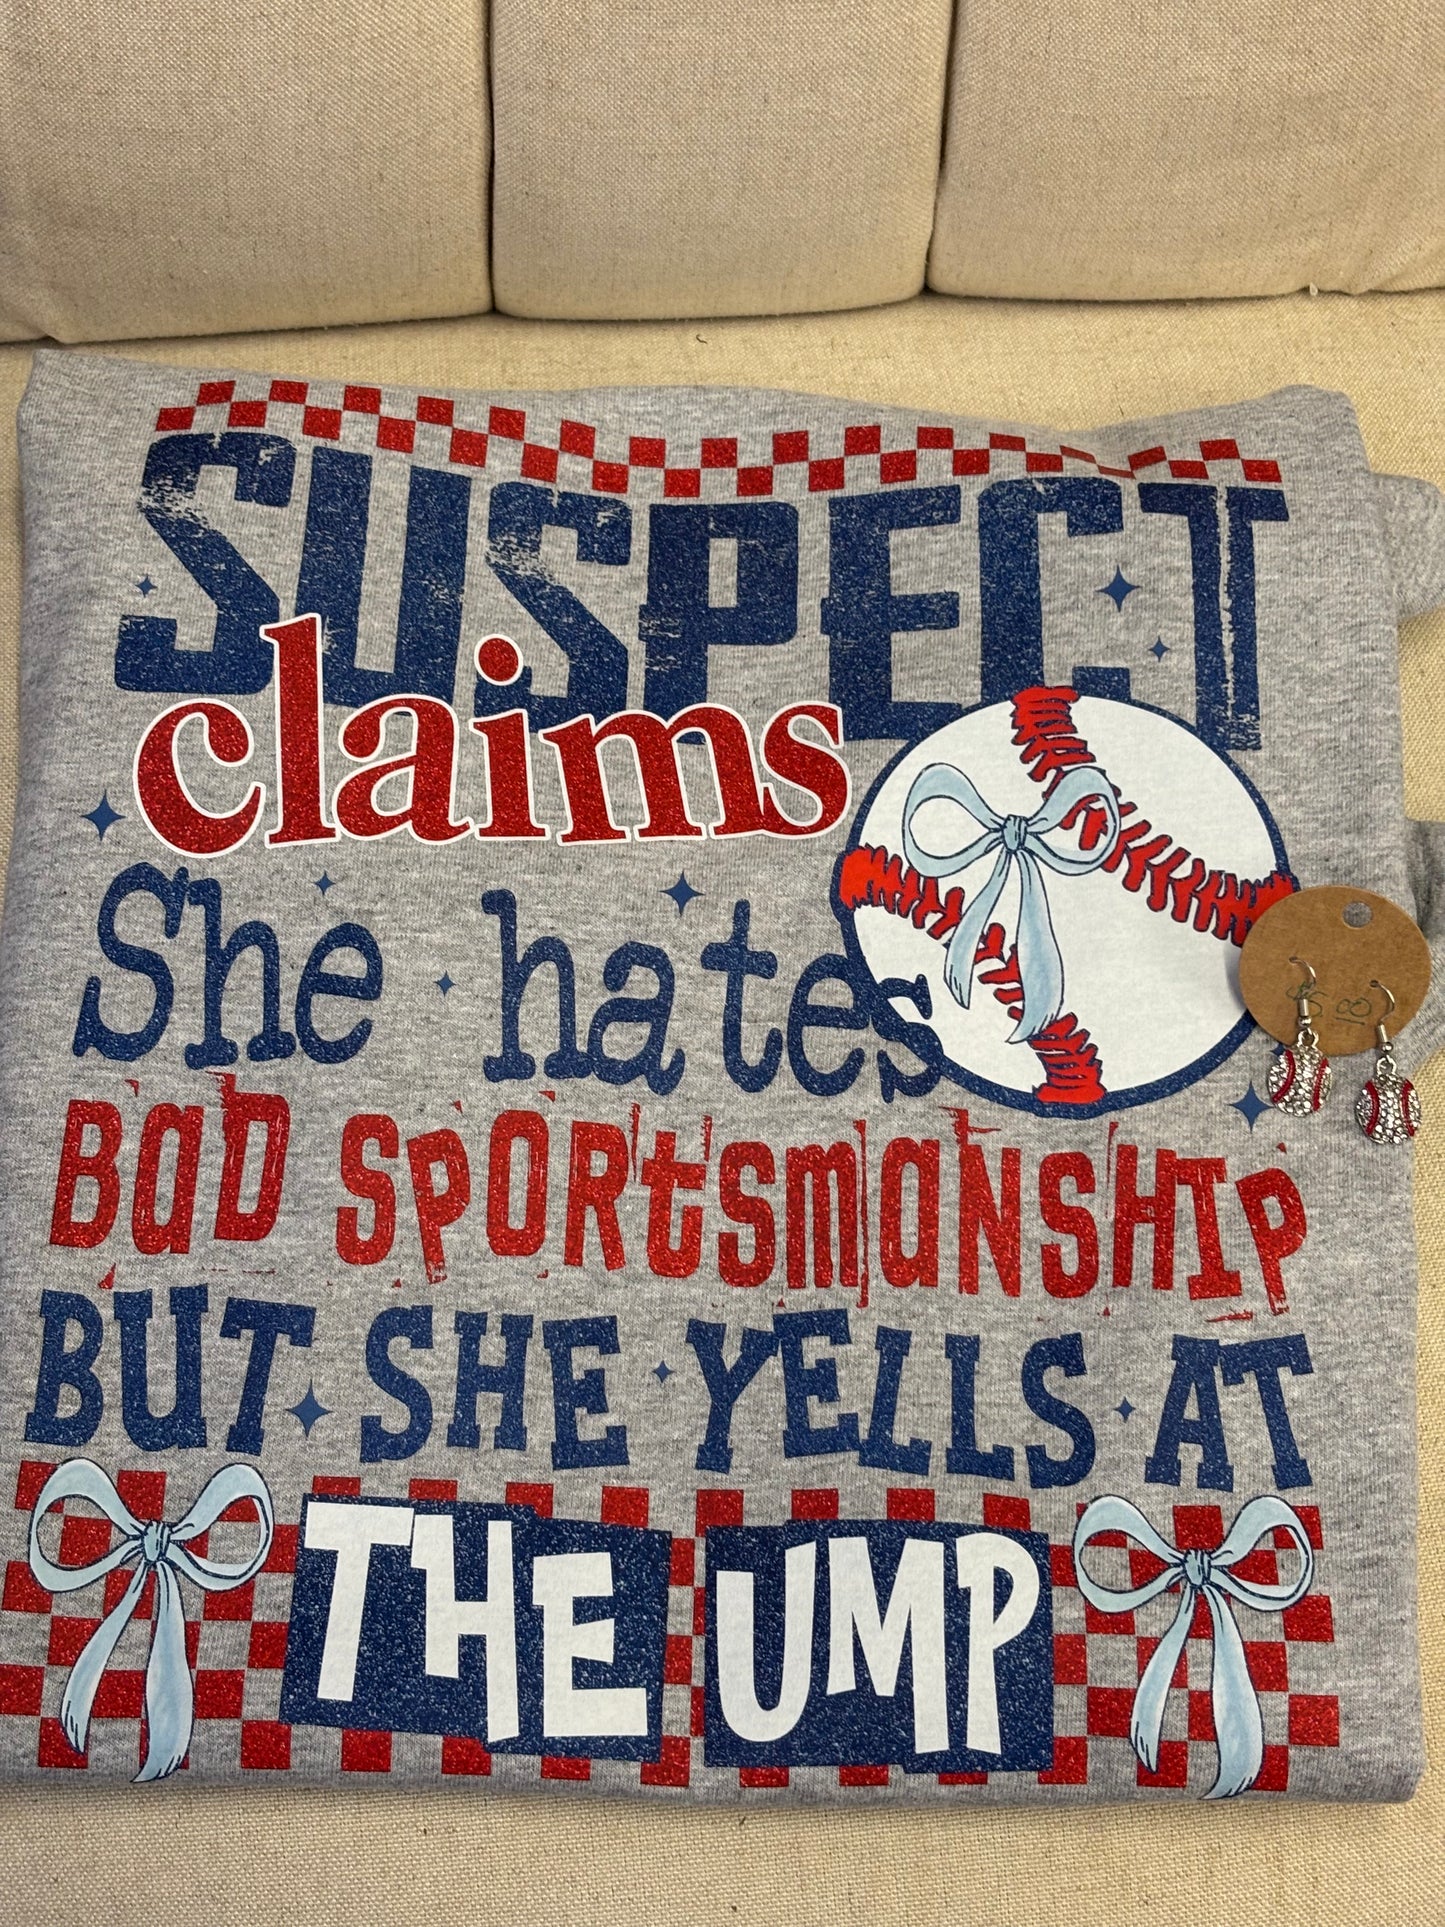 SUSPECT
claims
She hates
BaD SPORtSmaNSHIP
BUT SHE YELLS AT
THE UMP